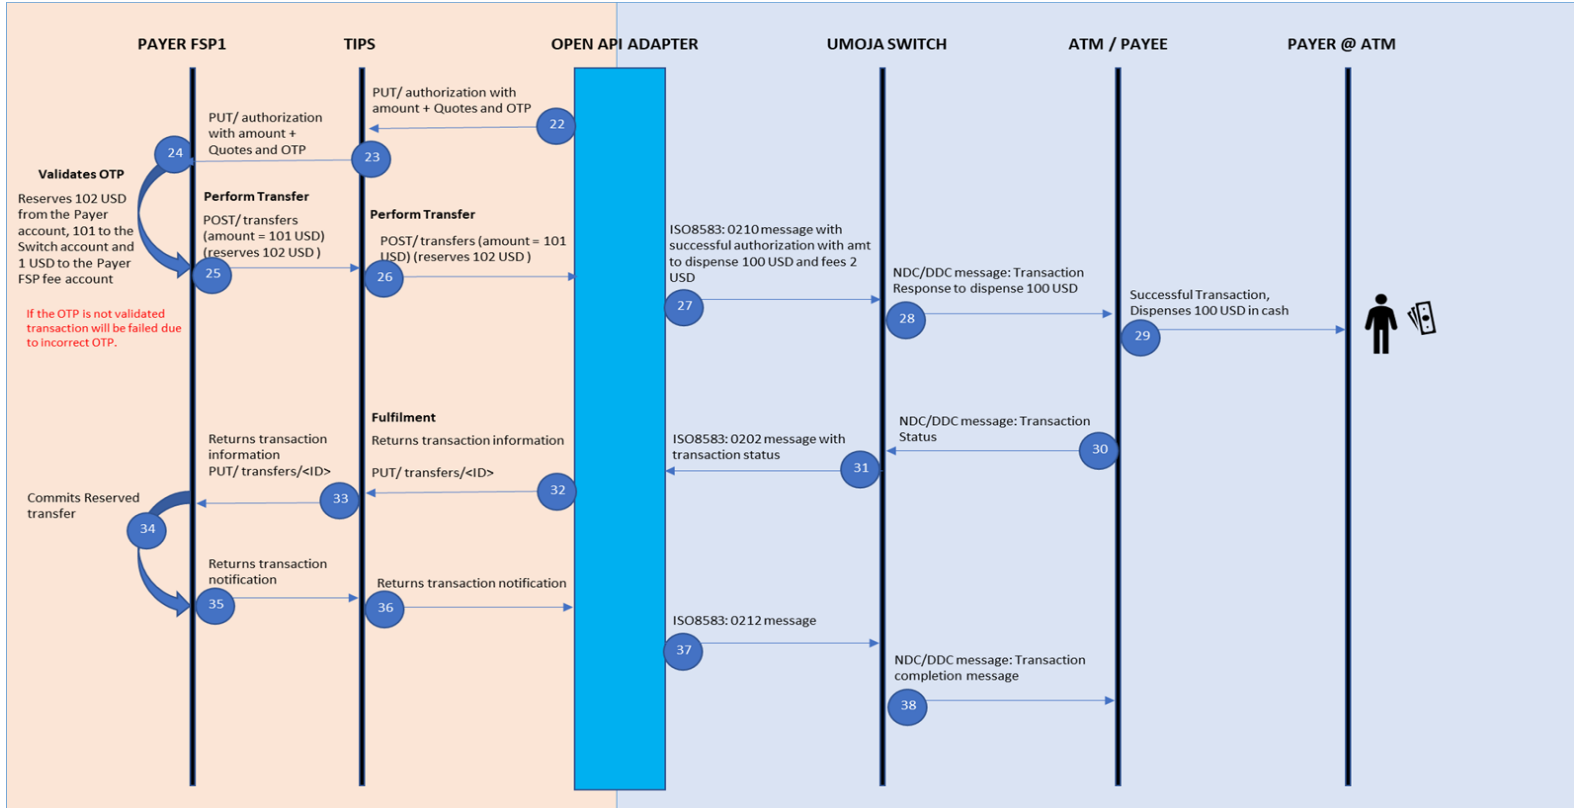 PAYER FSP1
TIPS
OPEN API ADAPTER
UMOJA SWITCH
ATM / PAYEE
PAYER @ ATM
PUT/ authorization with
amount + Quotes and OTP
22
PUT/ authorization
with amount +
Quotes and OTP
23
24
Validates OTP
Reserves 102 USD
from the Payer
account, 101 to the
Switch account and
1 USD to the Payer
FSP fee account
If the OTP is not validated
transaction will be failed due
to incorrect OTP.
Perform Transfer
POST/ transfers
(amount = 101 USD)
(reserves 102 USD )
25
Perform Transfer
POST/ transfers (amount = 101
USD) (reserves 102 USD )
26
ISO8583: 0210 message with
successful authorization with amt
to dispense 100 USD and fees 2
USD
27
NDC/DDC message: Transaction
Response to dispense 100 USD
28
Successful Transaction,
Dispenses 100 USD in cash
29
NDC/DDC message: Transaction
Status
30
ISO8583: 0202 message with
transaction status
31
Fulfilment
Returns transaction information
PUT/ transfers/<ID>
32
Returns transaction
information
PUT/ transfers/<ID>
33
Commits Reserved
transfer
34
Returns transaction
notification
35
Returns transaction notification
36
ISO8583: 0212 message
37
NDC/DDC message: Transaction
completion message
38